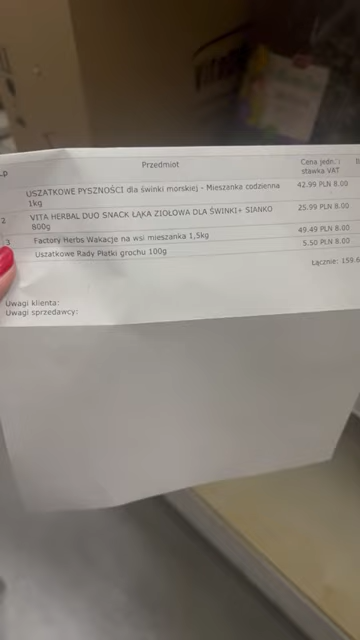 Lp
Przedmiot
Cena jedn. i
stawka VAT
USZATKOWE PYSZNOŚCI dla świnki morskiej - Mieszanka codzienna
1kg
42.99 PLN 8.00
2
VITA HERBAL DUO SNACK ŁĄKA ZIOŁOWA DLA ŚWINKI+ SIANKO
800g
25.99 PLN 8.00
3
Factory Herbs Wakacje na wsi mieszanka 1,5kg
49.49 PLN 8.00
Uszatkowe Rady Płatki grochu 100g
5.50 PLN 8.00
Łącznie: 159.6
Uwagi klienta:
Uwagi sprzedawcy: